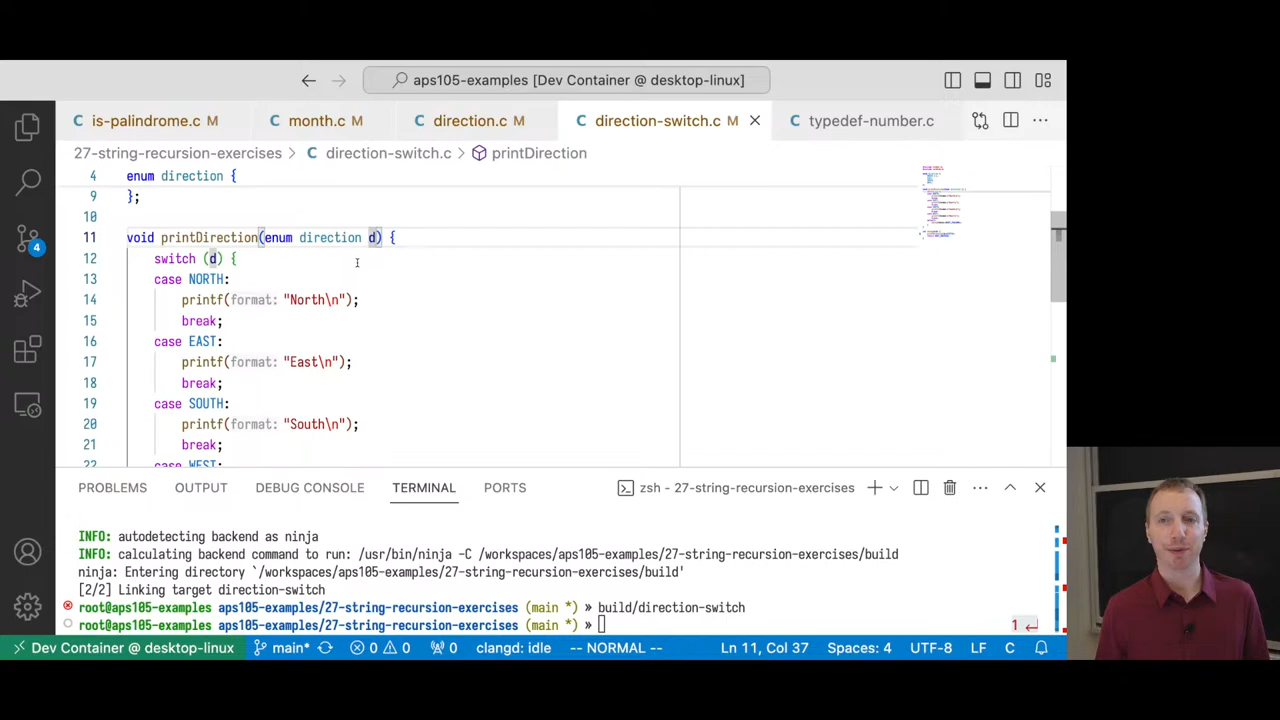 aps105-examples [Dev Container @ desktop-linux]
C is-palindrome.c M C month.c M C direction.c M C direction-switch.c M C typedef-number.c
27-string-recursion-exercises > C direction-switch.c > printDirection
4 enum direction {
9 };
10
11 void printDirection(enum direction d) {
12 switch (d) {
13 case NORTH:
14 printf(format: "North\n");
15 break;
16 case EAST:
17 printf(format: "East\n");
18 break;
19 case SOUTH:
20 printf(format: "South\n");
21 break;
22 case WEST:
4
PROBLEMS OUTPUT DEBUG CONSOLE TERMINAL PORTS zsh - 27-string-recursion-exercises
INFO: autodetecting backend as ninja
INFO: calculating backend command to run: /usr/bin/ninja -C /workspaces/aps105-examples/27-string-recursion-exercises/build
ninja: Entering directory `/workspaces/aps105-examples/27-string-recursion-exercises/build'
[2/2] Linking target direction-switch
root@aps105-examples aps105-examples/27-string-recursion-exercises (main *) » build/direction-switch
root@aps105-examples aps105-examples/27-string-recursion-exercises (main *) » 1 ↵
Dev Container @ desktop-linux main* 0 0 0 clangd: idle -- NORMAL -- Ln 11, Col 37 Spaces: 4 UTF-8 LF C